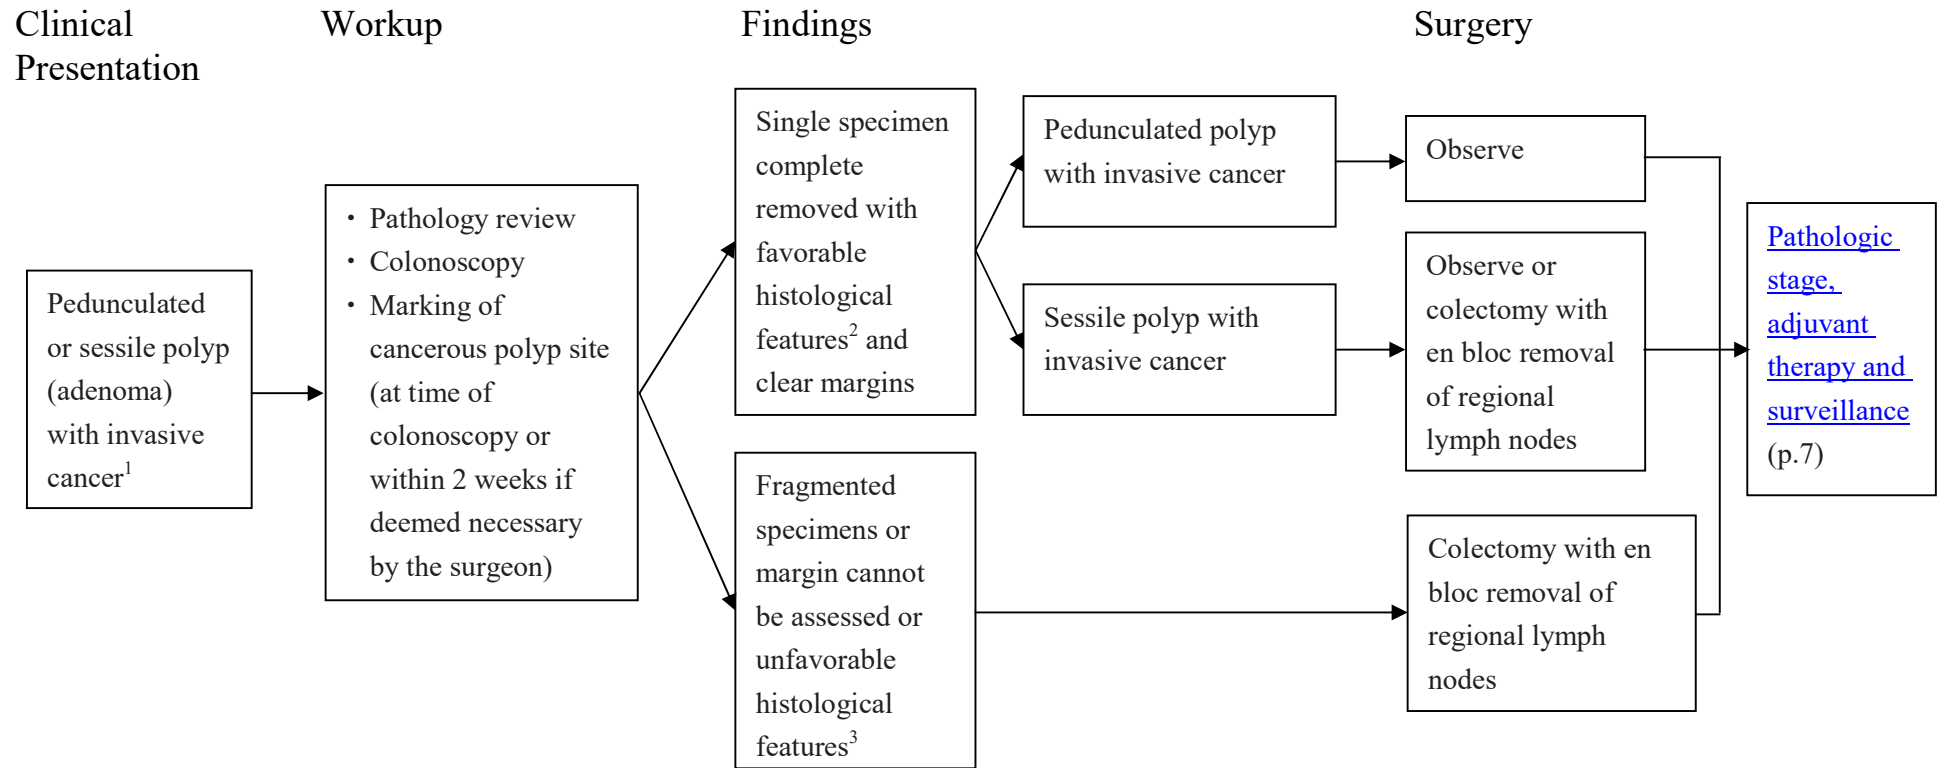 Clinical
Presentation
Workup
Findings
Surgery
Pedunculated
or sessile polyp
(adenoma)
with invasive
cancer1
・ Pathology review
・ Colonoscopy
・ Marking of
cancerous polyp site
(at time of
colonoscopy or
within 2 weeks if
deemed necessary
by the surgeon)
Single specimen
complete
removed with
favorable
histological
features2 and
clear margins
Fragmented
specimens or
margin cannot
be assessed or
unfavorable
histological
features3
Pedunculated polyp
with invasive cancer
Sessile polyp with
invasive cancer
Observe
Observe or
colectomy with
en bloc removal
of regional
lymph nodes
Colectomy with en
bloc removal of
regional lymph
nodes
Pathologic
stage,
adjuvant
therapy and
surveillance
(p.7)